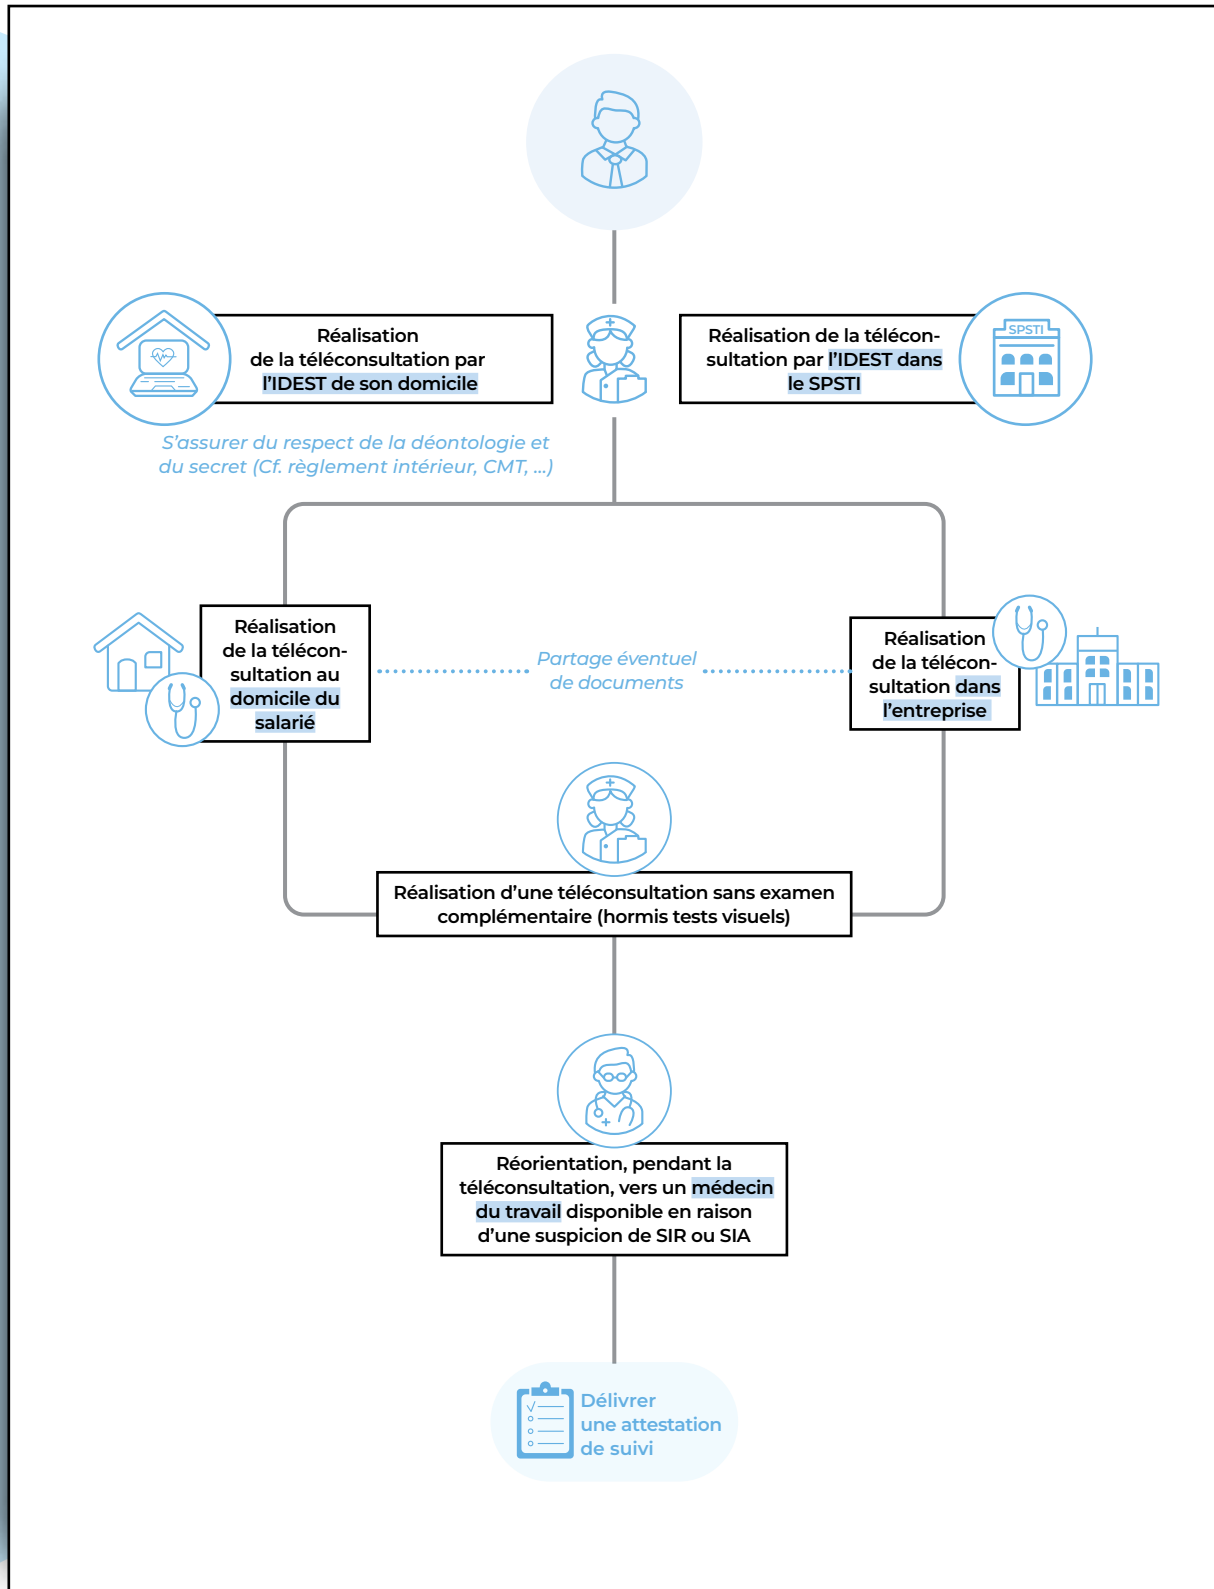 Réalisation
de la téléconsultation par
l'IDEST de son domicile
Réalisation de la télécon-
sultation par l'IDEST dans
le SPSTI
SPSTI
S'assurer du respect de la déontologie et
du secret (Cf. règlement intérieur, CMT, ...)
Réalisation
de la télécon-
sultation au
domicile du
salarié
Partage éventuel
de documents
Réalisation
de la télécon-
sultation dans
l'entreprise
Réalisation d'une téléconsultation sans examen
complémentaire (hormis tests visuels)
Réorientation, pendant la
téléconsultation, vers un médecin
du travail disponible en raison
d'une suspicion de SIR ou SIA
Délivrer
une attestation
de suivi